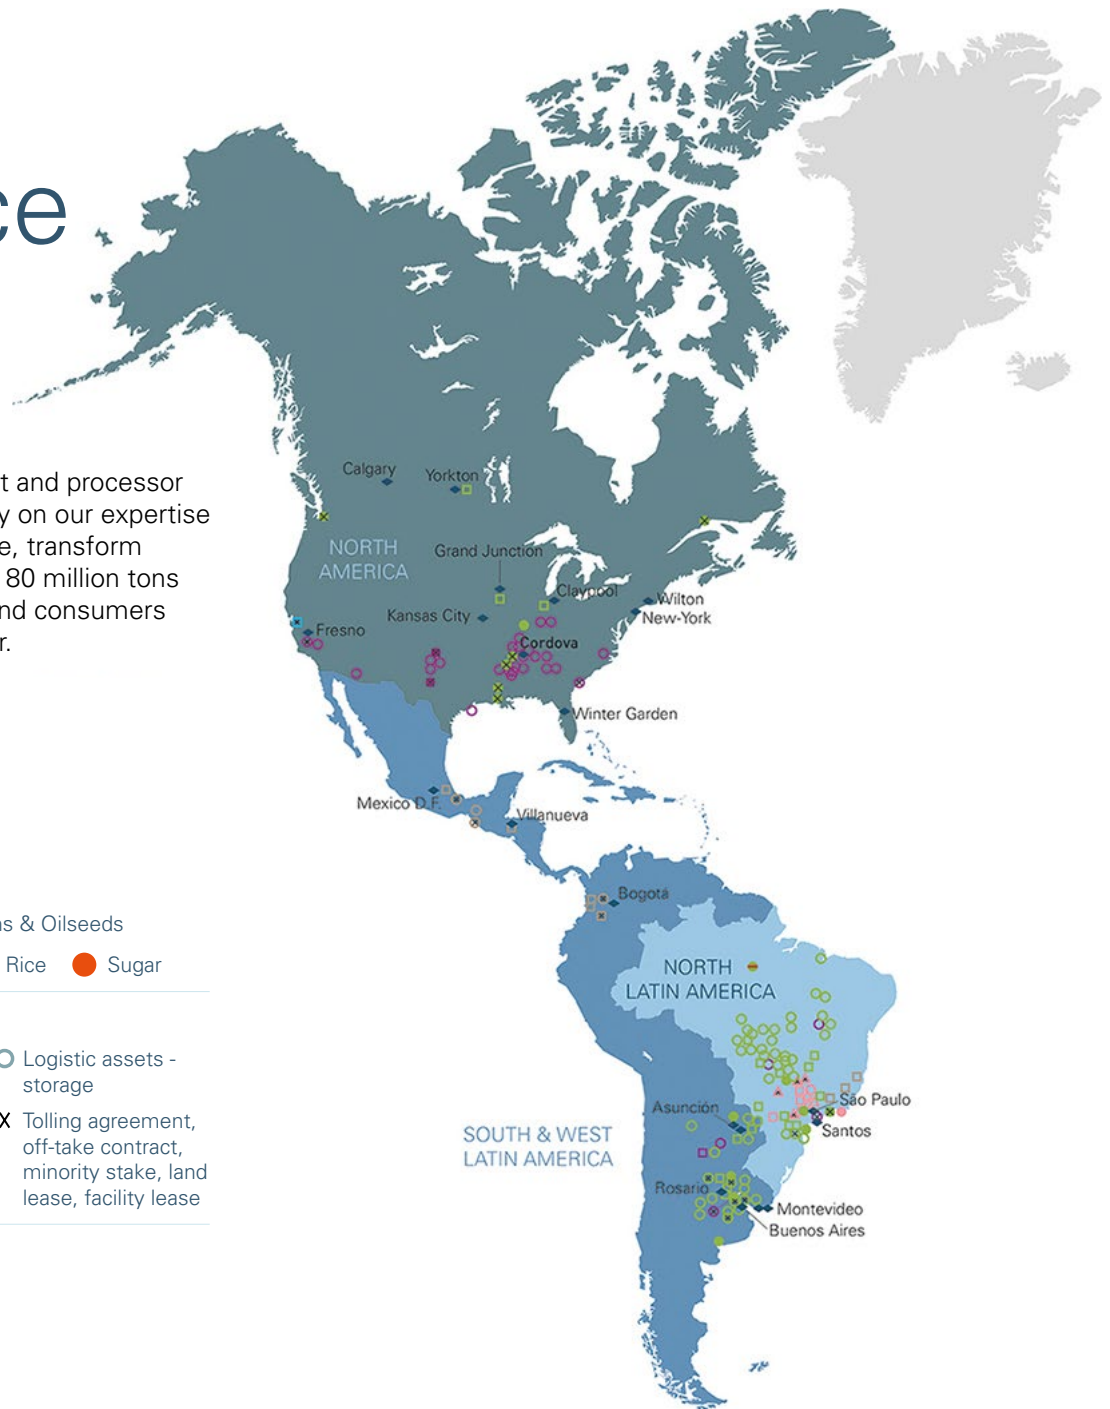 ce
t and processor
y on our expertise
e, transform
80 million tons
nd consumers
r.
s & Oilseeds
Rice
Sugar
Logistic assets -
storage
X Tolling agreement,
off-take contract,
minority stake, land
lease, facility lease
Calgary
Yorkton
NORTH
AMERICA
Grand Junction
Claypool
Wilton
Kansas City
New-York
Fresno
Cordova
Winter Garden
Mexico D.F.
Villanueva
Bogotá
NORTH
LATIN AMERICA
São Paulo
Asunción
Santos
SOUTH & WEST
LATIN AMERICA
Rosario
Montevideo
Buenos Aires